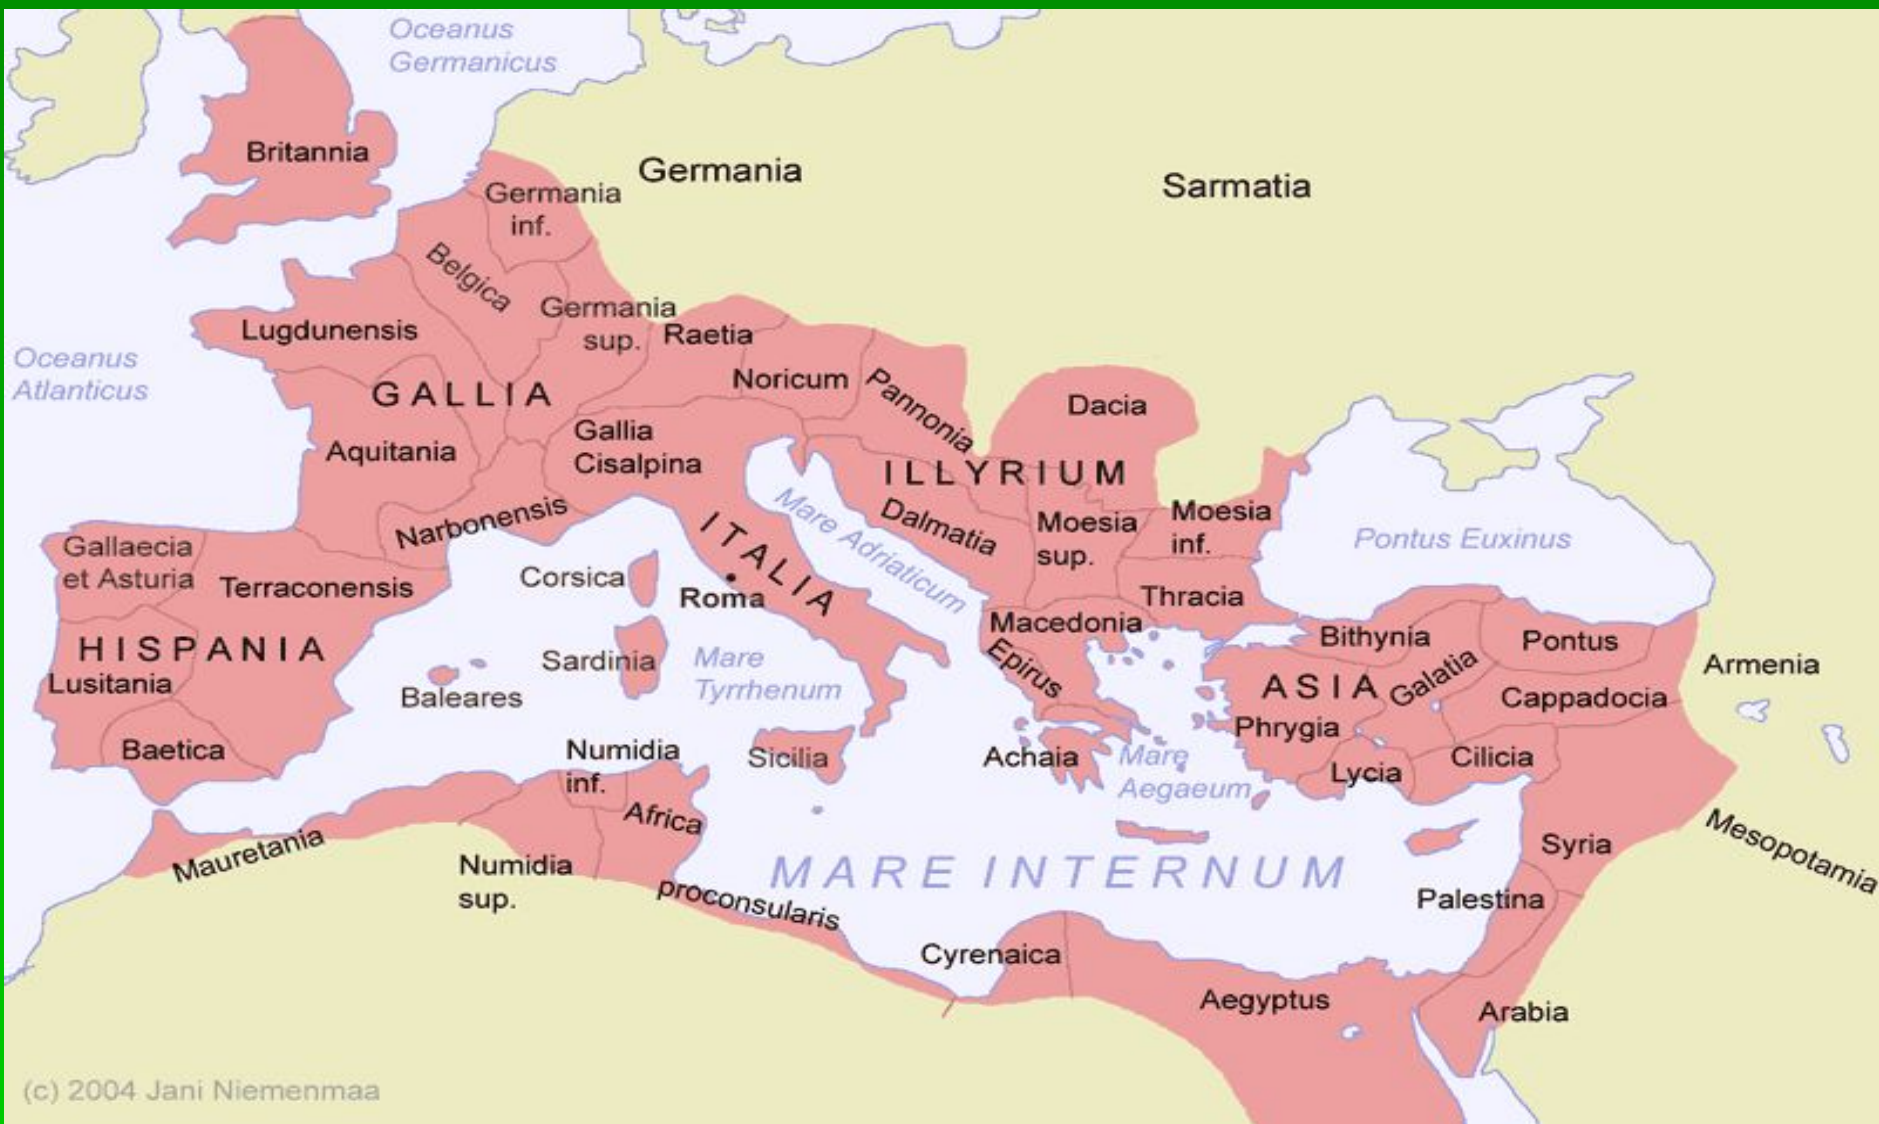 Oceanus
Germanicus
Britannia
Germania
Sarmatia
Germania
inf.
Belgica
Germania
sup.
Lugdunensis
Raetia
Oceanus
Atlanticus
GALLIA
Noricum
Pannonia
Dacia
Aquitania
Gallia
Cisalpina
ILLYRIUM
Narbonensis
ITALIA
Mare Adriaticum
Dalmatia
Moesia
sup.
Moesia
inf.
Pontus Euxinus
Gallaecia
et Asturia
Terraconensis
Corsica
Roma
Thracia
Macedonia
HISPANIA
Bithynia
Pontus
Lusitania
Baleares
Sardinia
Mare
Tyrrhenum
Epirus
ASIA
Galatia
Cappadocia
Armenia
Phrygia
Baetica
Numidia
inf.
Sicilia
Achaia
Mare
Aegaeum
Lycia
Cilicia
Mauretania
Africa
proconsularis
Numidia
sup.
MARE INTERNUM
Syria
Mesopotamia
Palestina
Cyrenaica
Aegyptus
Arabia
(c) 2004 Jani Niemenmaa